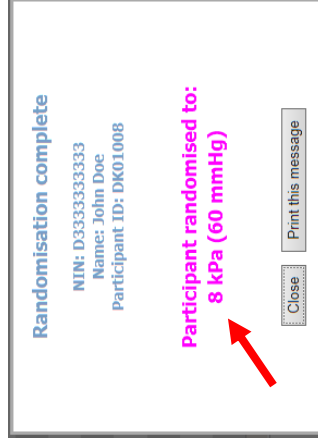 Randomisation complete
NIN: D3333333333
Name: John Doe
Participant ID: DK01008
Participant randomised to:
8 kPa (60 mmHg)
Close
Print this message